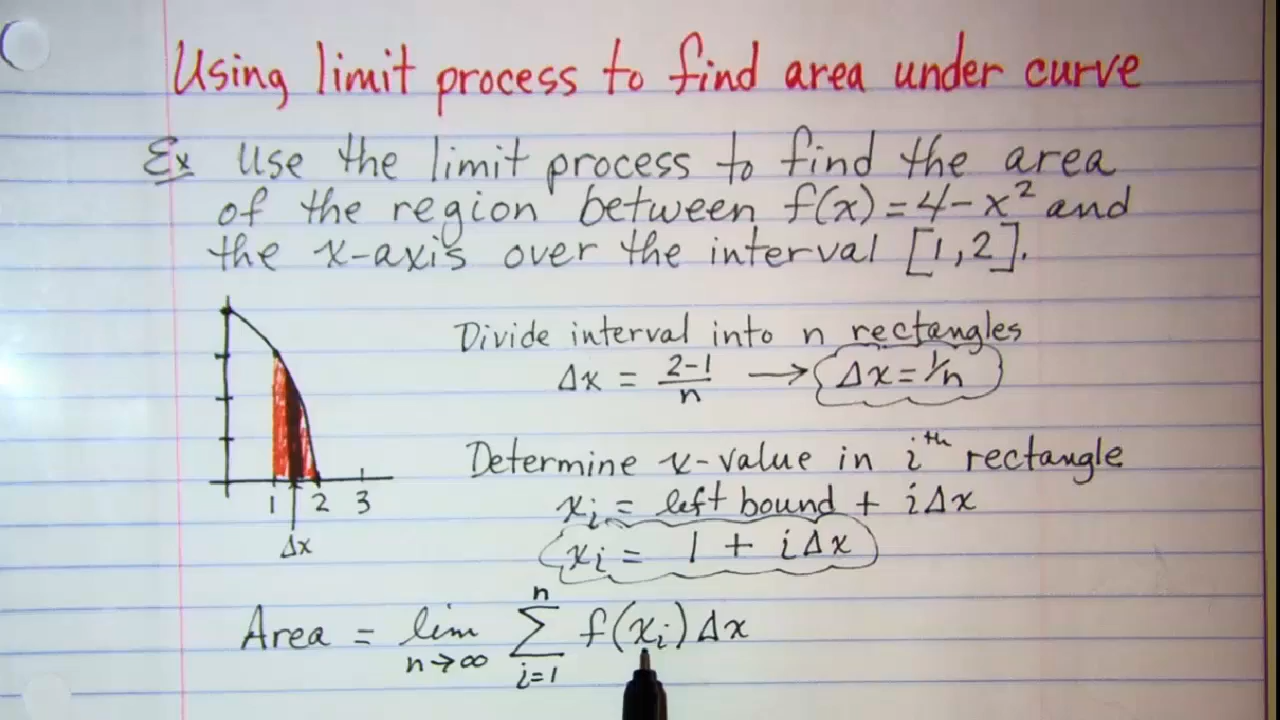 Using limit process to find area under curve
Ex Use the limit process to find the area
of the region between f(x) = 4 - x² and
the x-axis over the interval [1,2].
Divide interval into n rectangles
Δx = (2-1)/n → Δx = 1/n
Determine x-value in iᵗʰ rectangle
xᵢ = left bound + iΔx
1 2 3
xᵢ = 1 + iΔx
Δx
Area = lim n→∞ n ∑ i=1 f(xᵢ)Δx